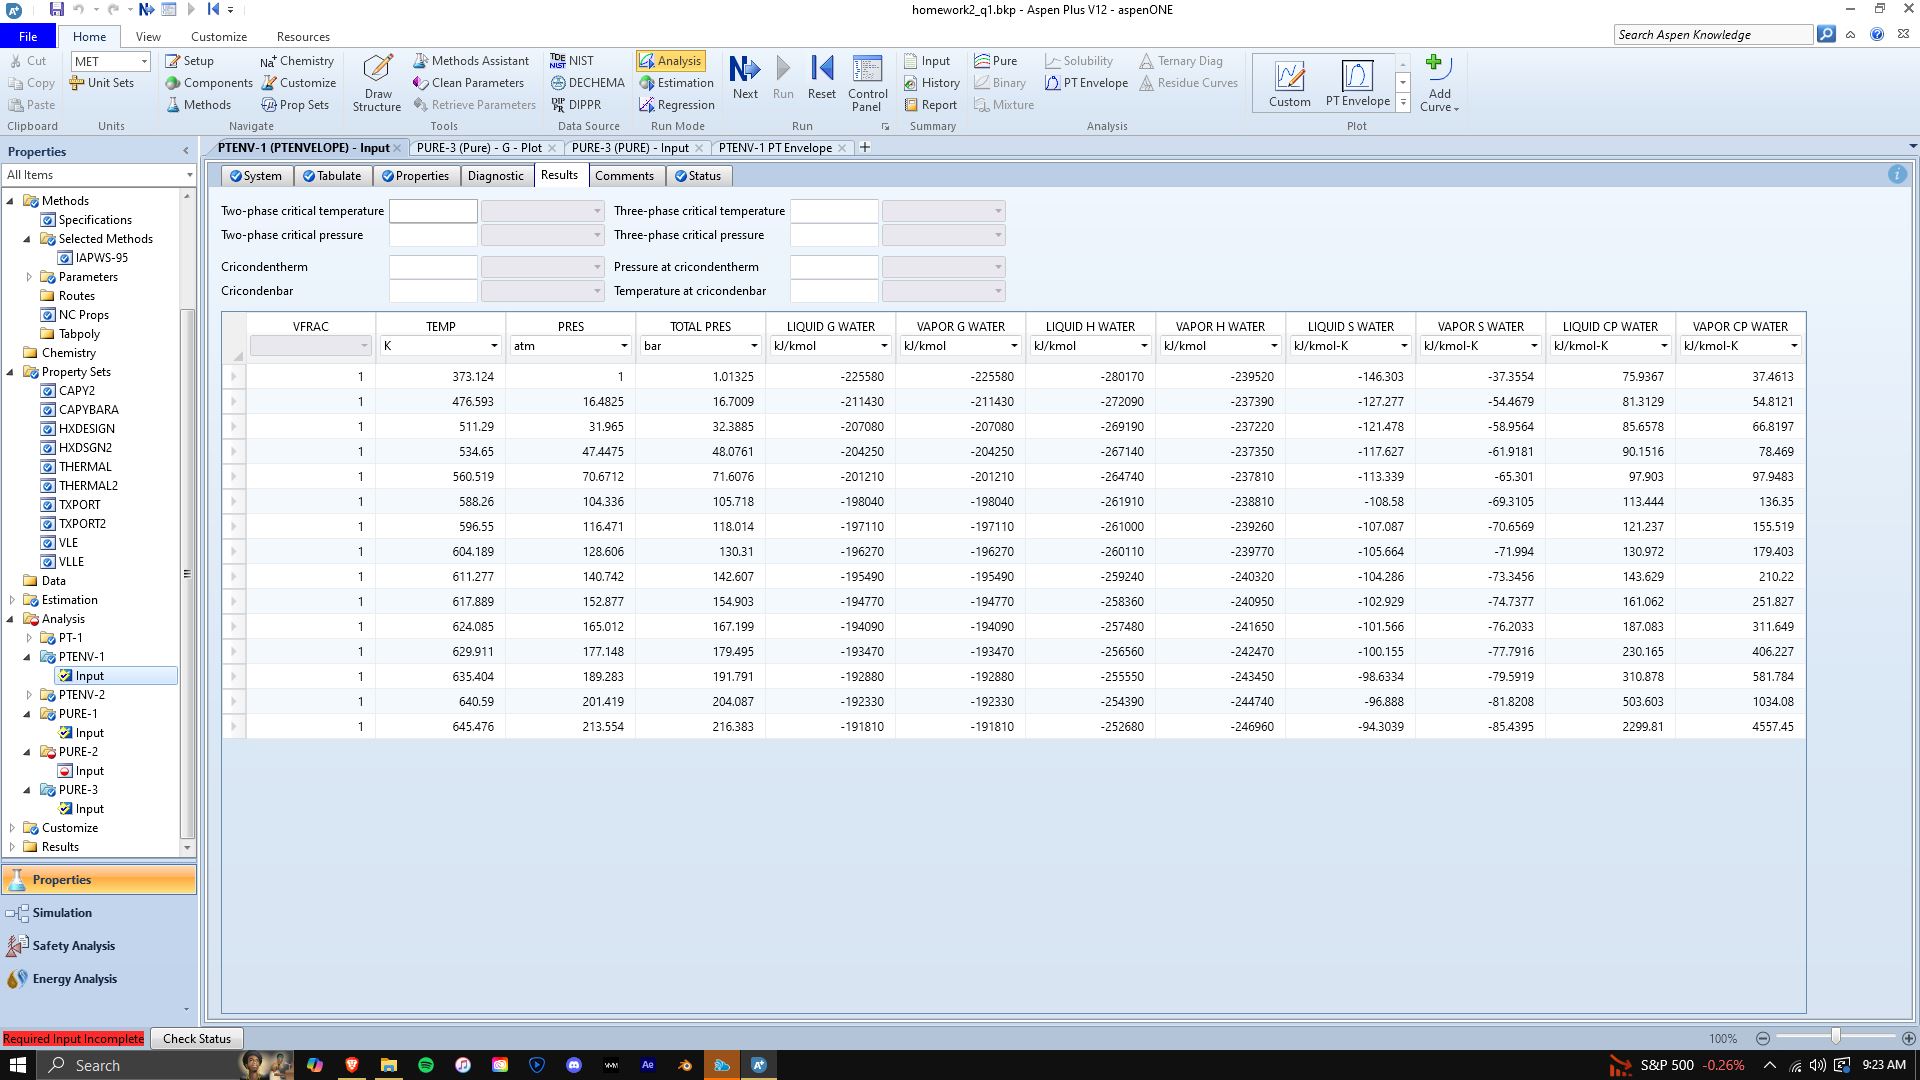 homework2_q1.bkp - Aspen Plus V12 - aspenONE
File Home View Customize Resources Search Aspen Knowledge
Cut MET Setup Chemistry Methods Assistant NIST Analysis Input Pure Solubility Ternary Diag
Copy Unit Sets Components Customize Clean Parameters DECHEMA Estimation History Binary PT Envelope Residue Curves
Paste Methods Prop Sets Draw Structure Retrieve Parameters DIPPR Regression Next Run Reset Control Panel Report Mixture Custom PT Envelope Add Curve
Clipboard Units Navigate Tools Data Source Run Mode Run Summary Analysis Plot
Properties
All Items
Methods
Specifications
Selected Methods
IAPWS-95
Parameters
Routes
NC Props
Tabpoly
Chemistry
Property Sets
CAPY2
CAPYBARA
HXDESIGN
HXDSGN2
THERMAL
THERMAL2
TXPORT
TXPORT2
VLE
VLLE
Data
Estimation
Analysis
PT-1
PTENV-1
Input
PTENV-2
PURE-1
Input
PURE-2
Input
PURE-3
Input
Customize
Results
Properties
Simulation
Safety Analysis
Energy Analysis
PTENV-1 (PTENVELOPE) - Input PURE-3 (Pure) - G - Plot PURE-3 (PURE) - Input PTENV-1 PT Envelope
System Tabulate Properties Diagnostic Results Comments Status
Two-phase critical temperature Three-phase critical temperature
Two-phase critical pressure Three-phase critical pressure
Cricondentherm Pressure at cricondentherm
Cricondenbar Temperature at cricondenbar
VFRAC TEMP PRES TOTAL PRES LIQUID G WATER VAPOR G WATER LIQUID H WATER VAPOR H WATER LIQUID S WATER VAPOR S WATER LIQUID CP WATER VAPOR CP WATER
K atm bar kJ/kmol kJ/kmol kJ/kmol kJ/kmol kJ/kmol-K kJ/kmol-K kJ/kmol-K kJ/kmol-K
1 373.124 1 1.01325 -225580 -225580 -280170 -239520 -146.303 -37.3554 75.9367 37.4613
1 476.593 16.4825 16.7009 -211430 -211430 -272090 -237390 -127.277 -54.4679 81.3129 54.8121
1 511.29 31.965 32.3885 -207080 -207080 -269190 -237220 -121.478 -58.9564 85.6578 66.8197
1 534.65 47.4475 48.0761 -204250 -204250 -267140 -237350 -117.627 -61.9181 90.1516 78.469
1 560.519 70.6712 71.6076 -201210 -201210 -264740 -237810 -113.339 -65.301 97.903 97.9483
1 588.26 104.336 105.718 -198040 -198040 -261910 -238810 -108.58 -69.3105 113.444 136.35
1 596.55 116.471 118.014 -197110 -197110 -261000 -239260 -107.087 -70.6569 121.237 155.519
1 604.189 128.606 130.31 -196270 -196270 -260110 -239770 -105.664 -71.994 130.972 179.403
1 611.277 140.742 142.607 -195490 -195490 -259240 -240320 -104.286 -73.3456 143.629 210.22
1 617.889 152.877 154.903 -194770 -194770 -258360 -240950 -102.929 -74.7377 161.062 251.827
1 624.085 165.012 167.199 -194090 -194090 -257480 -241650 -101.566 -76.2033 187.083 311.649
1 629.911 177.148 179.495 -193470 -193470 -256560 -242470 -100.155 -77.7916 230.165 406.227
1 635.404 189.283 191.791 -192880 -192880 -255550 -243450 -98.6334 -79.5919 310.878 581.784
1 640.59 201.419 204.087 -192330 -192330 -254390 -244740 -96.888 -81.8208 503.603 1034.08
1 645.476 213.554 216.383 -191810 -191810 -252680 -246960 -94.3039 -85.4395 2299.81 4557.45
Required Input Incomplete Check Status 100%
Search S&P 500 -0.26% 9:23 AM